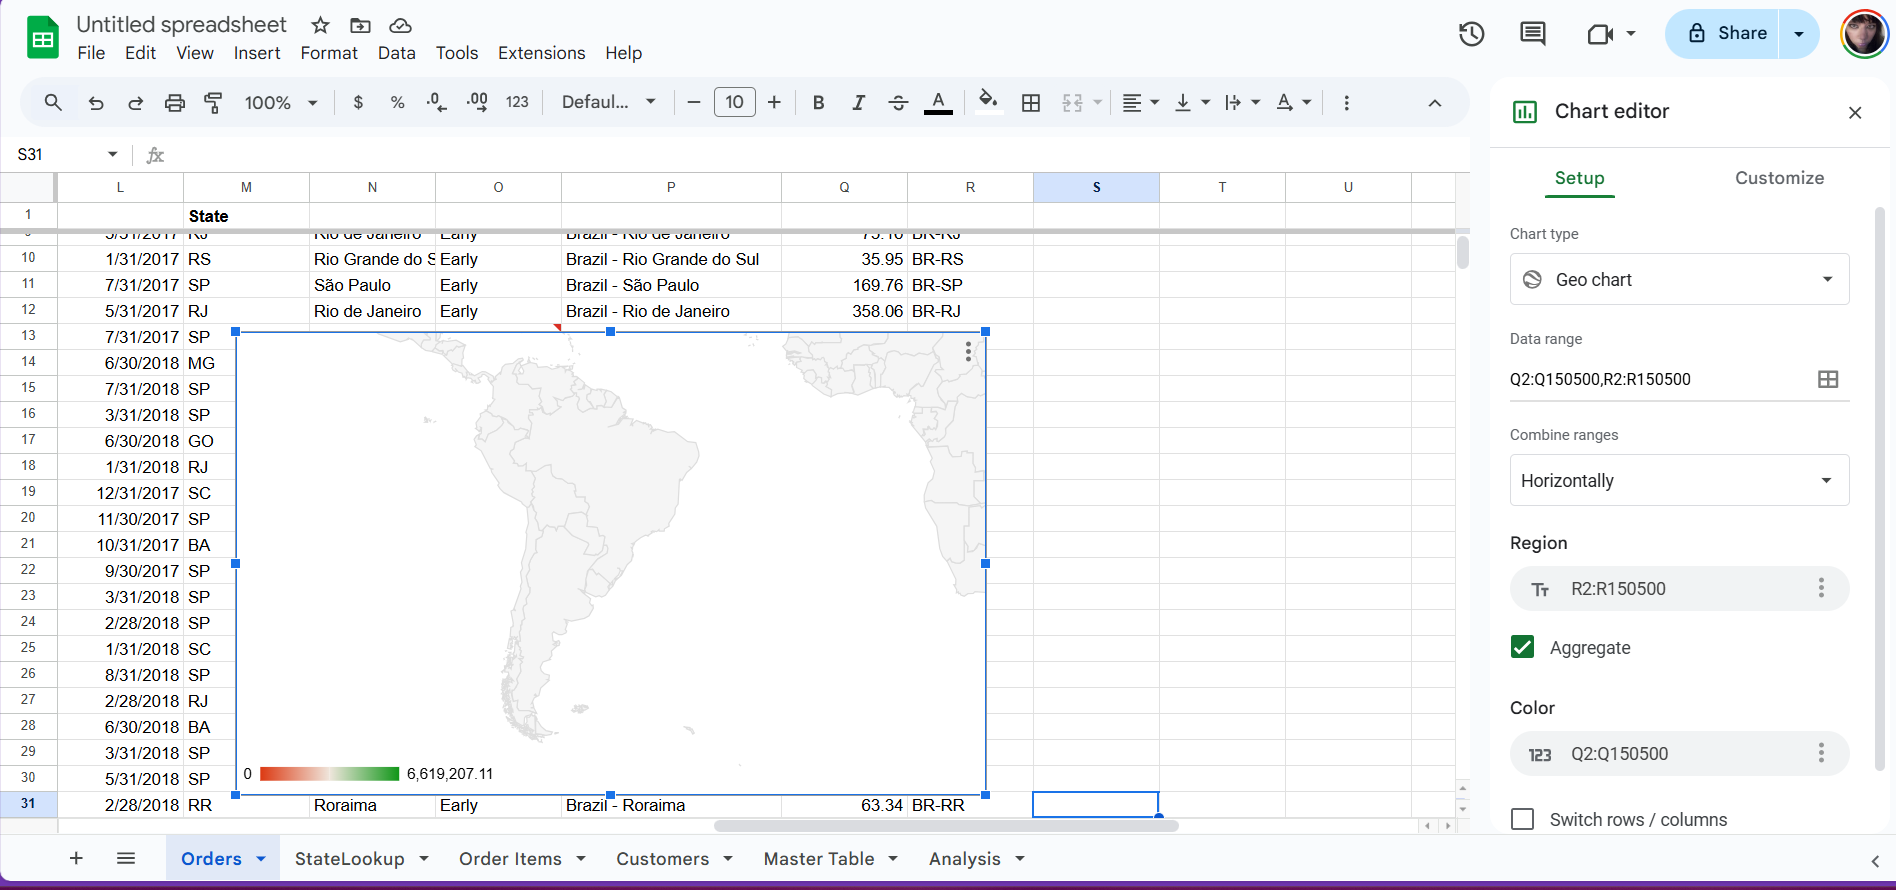 Untitled spreadsheet
File Edit View Insert Format Data Tools Extensions Help
Share
100% $ % .0 .00 123 Defaul... − 10 + B I S A
S31 fx
L M N O P Q R S T U
1 State
10 1/31/2017 RS Rio Grande do S Early Brazil - Rio Grande do Sul 35.95 BR-RS
11 7/31/2017 SP São Paulo Early Brazil - São Paulo 169.76 BR-SP
12 5/31/2017 RJ Rio de Janeiro Early Brazil - Rio de Janeiro 358.06 BR-RJ
13 7/31/2017 SP
14 6/30/2018 MG
15 7/31/2018 SP
16 3/31/2018 SP
17 6/30/2018 GO
18 1/31/2018 RJ
19 12/31/2017 SC
20 11/30/2017 SP
21 10/31/2017 BA
22 9/30/2017 SP
23 3/31/2018 SP
24 2/28/2018 SP
25 1/31/2018 SC
26 8/31/2018 SP
27 2/28/2018 RJ
28 6/30/2018 BA
29 3/31/2018 SP
30 5/31/2018 SP
0 6,619,207.11
31 2/28/2018 RR Roraima Early Brazil - Roraima 63.34 BR-RR
+ Orders StateLookup Order Items Customers Master Table Analysis
Chart editor
Setup Customize
Chart type
Geo chart
Data range
Q2:Q150500,R2:R150500
Combine ranges
Horizontally
Region
Tт R2:R150500
Aggregate
Color
123 Q2:Q150500
Switch rows / columns